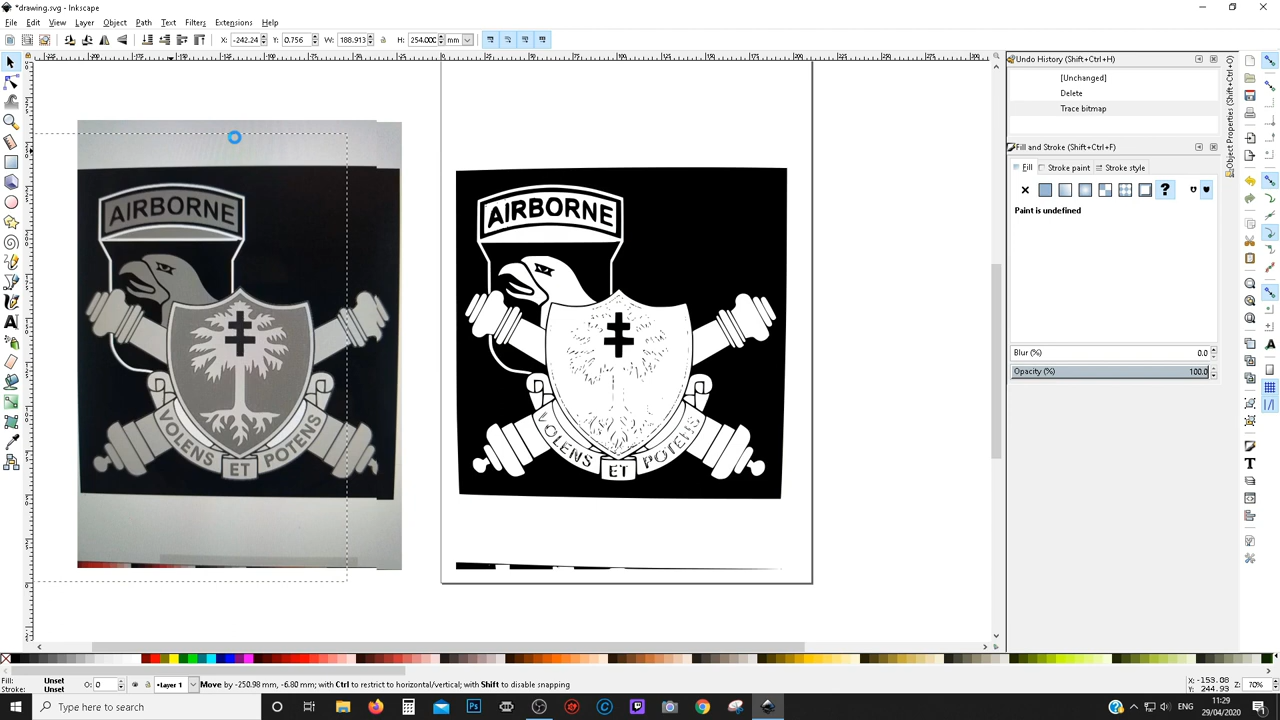 *drawing.svg - Inkscape
File Edit View Layer Object Path Text Filters Extensions Help
X: -242.24 Y: 0.756 W: 188.913 H: 254.000 mm
Undo History (Shift+Ctrl+H)
[Unchanged]
Delete
Trace bitmap
Object Properties (Shift+Ctrl+O)
Fill and Stroke (Shift+Ctrl+F)
Fill Stroke paint Stroke style
Paint is undefined
Blur (%) 0.0
Opacity (%) 100.0
AIRBORNE
VOLENS ET POTENS
AIRBORNE
VOLENS ET POTENS
Fill: Unset
Stroke: Unset
O: 0
Layer 1
Move by -250.98 mm, -6.80 mm; with Ctrl to restrict to horizontal/vertical; with Shift to disable snapping
X: -153.08
Y: 244.93
Z: 70%
Type here to search
ENG
11:29
29/04/2020